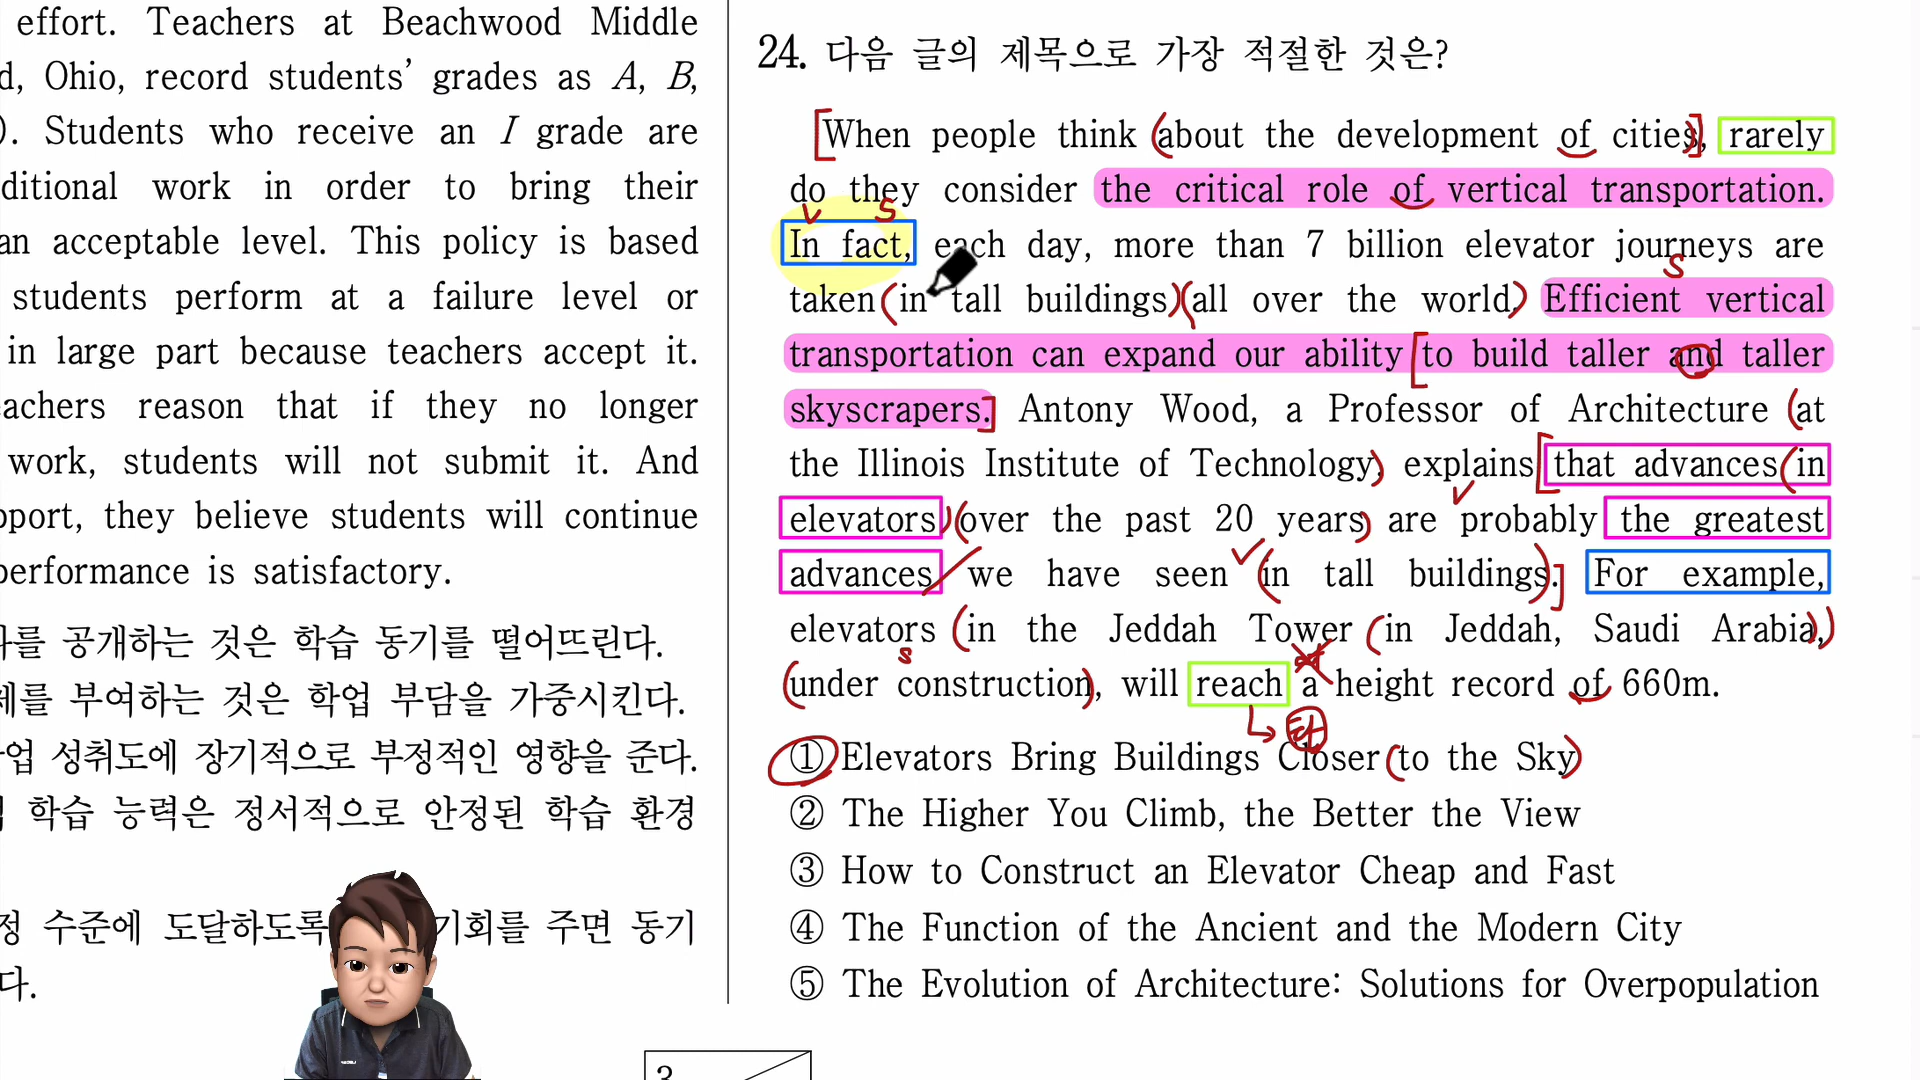 effort. Teachers at Beachwood Middle
d, Ohio, record students' grades as A, B,
). Students who receive an I grade are
ditional work in order to bring their
an acceptable level. This policy is based
students perform at a failure level or
in large part because teachers accept it.
eachers reason that if they no longer
work, students will not submit it. And
pport, they believe students will continue
performance is satisfactory.
를 공개하는 것은 학습 동기를 떨어뜨린다.
제를 부여하는 것은 학업 부담을 가중시킨다.
업 성취도에 장기적으로 부정적인 영향을 준다.
학습 능력은 정서적으로 안정된 학습 환경
정 수준에 도달하도록 기회를 주면 동기
다.
3
24. 다음 글의 제목으로 가장 적절한 것은?
When people think about the development of cities, rarely
do they consider the critical role of vertical transportation.
v s
In fact, each day, more than 7 billion elevator journeys are
s
taken in tall buildings all over the world. Efficient vertical
transportation can expand our ability to build taller and taller
skyscrapers. Antony Wood, a Professor of Architecture at
the Illinois Institute of Technology, explains that advances in
elevators over the past 20 years are probably the greatest
advances we have seen in tall buildings. For example,
elevators in the Jeddah Tower in Jeddah, Saudi Arabia,
s
under construction, will reach a height record of 660m.
타
① Elevators Bring Buildings Closer to the Sky
② The Higher You Climb, the Better the View
③ How to Construct an Elevator Cheap and Fast
④ The Function of the Ancient and the Modern City
⑤ The Evolution of Architecture: Solutions for Overpopulation